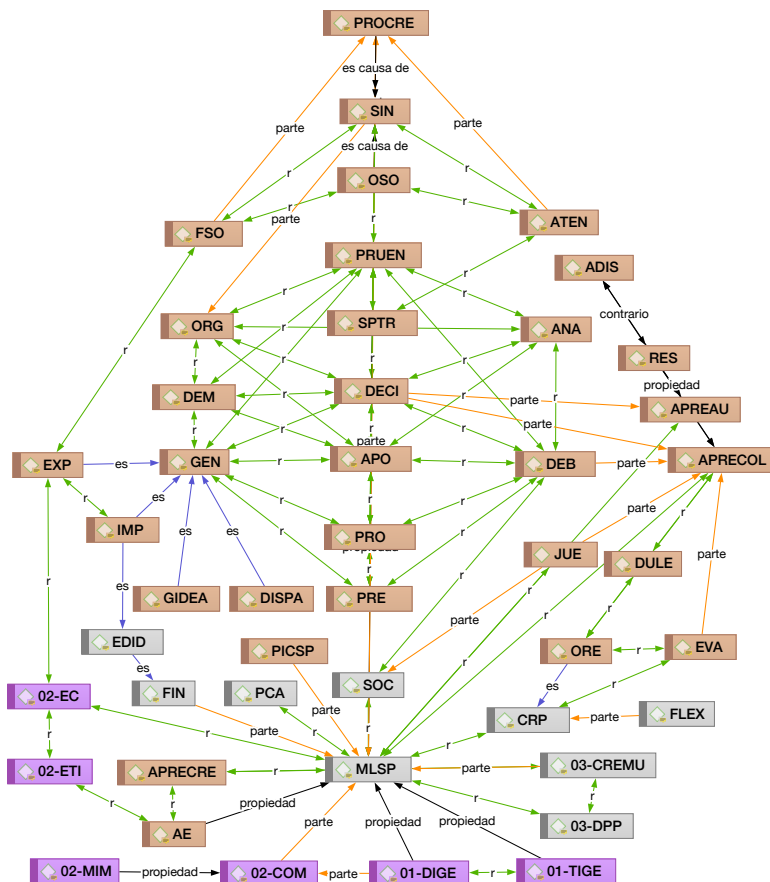 PROCRE
es causa de
SIN
parte
parte
es causa de
r
r
OSO
r
r
parte
r
FSO
ATEN
PRUEN
r
ADIS
r
r
r
contrario
ORG
SPTR
ANA
r
r
RES
r
r
r
propiedad
DEM
DECI
parte
APREAU
r
r
r
r
r
r
parte
parte
EXP
es
GEN
r
APO
r
DEB
parte
APRECOL
r
es
IMP
r
r
r
PRO
r
parte
parte
JUE
es
es
es
r
propiedad
r
r
r
DULE
GIDEA
DISPA
PRE
r
r
EDID
PICSP
parte
ORE
r
EVA
es
02-EC
FIN
PCA
SOC
es
r
parte
r
parte
r
r
CRP
parte
FLEX
r
r
02-ETI
APRECRE
r
MLSP
parte
03-CREMU
r
r
r
r
AE
propiedad
propiedad
propiedad
03-DPP
02-MIM
propiedad
02-COM
parte
01-DIGE
r
01-TIGE